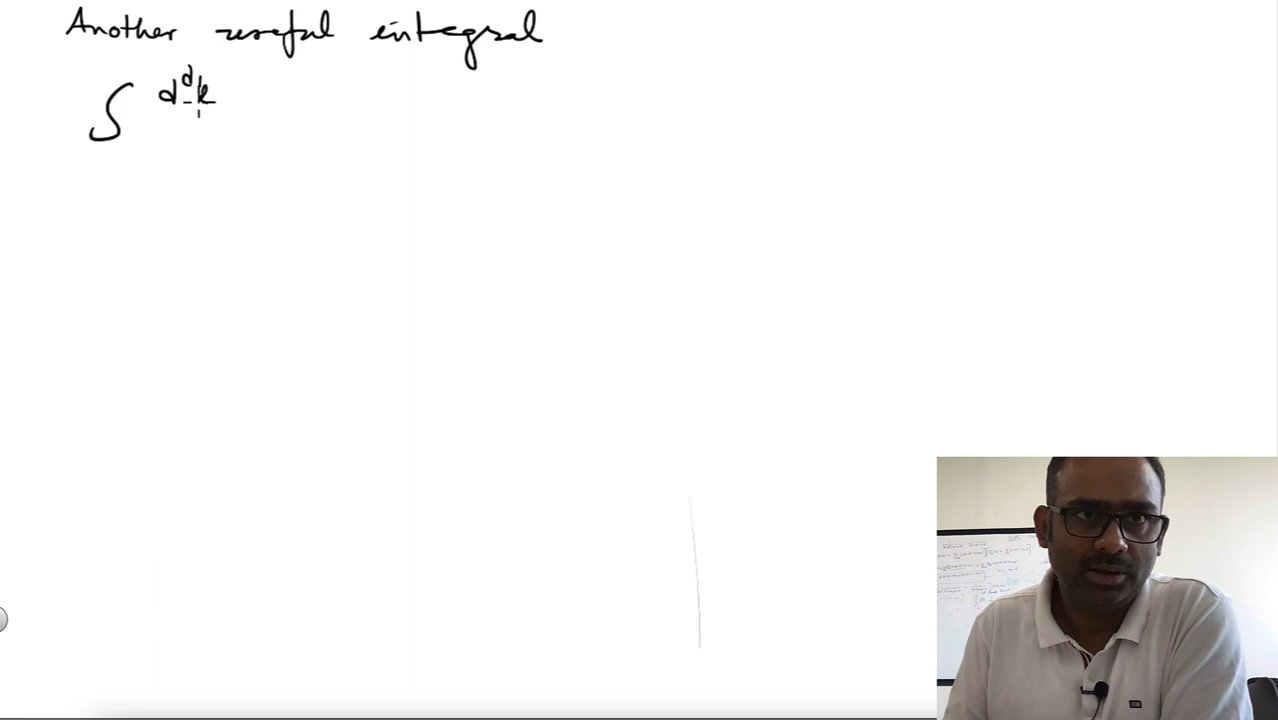 Another useful integral
∫ d^d k